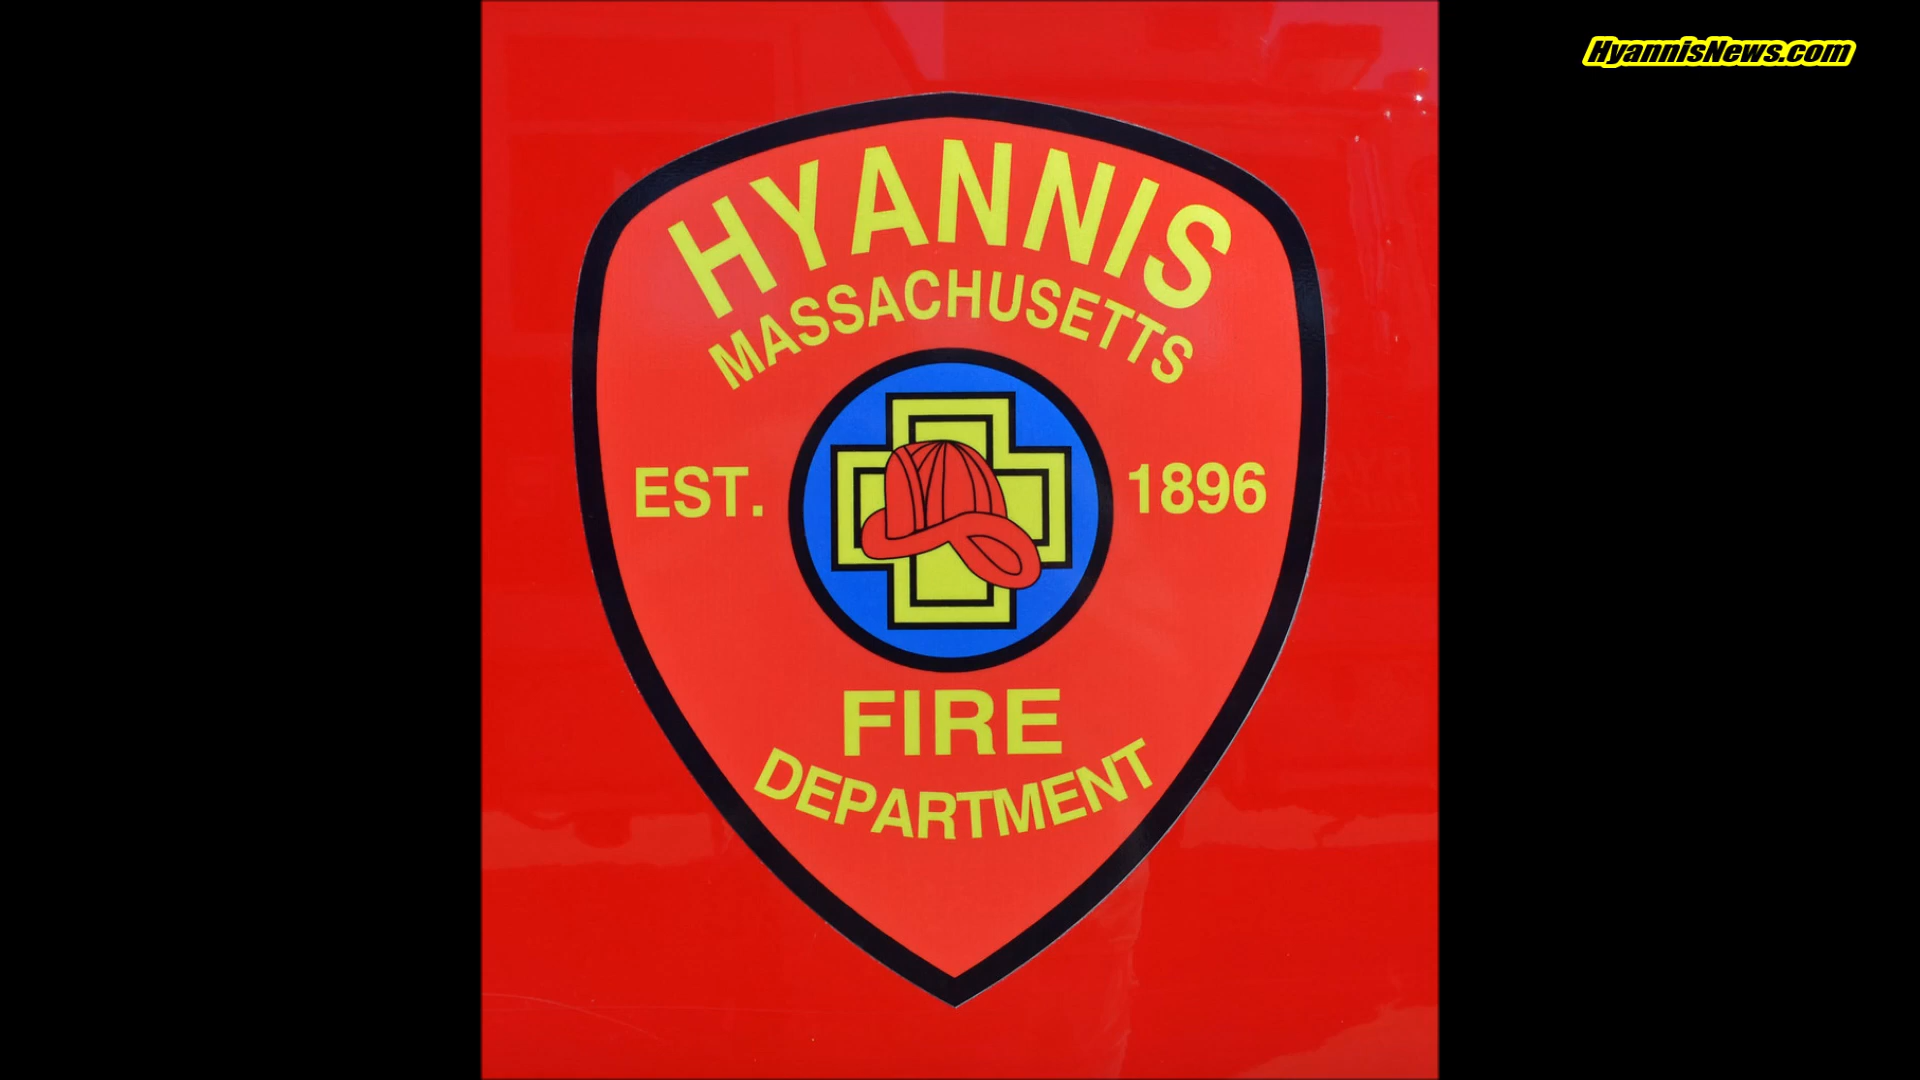 HyannisNews.com
HYANNIS
MASSACHUSETTS
EST. 1896
FIRE
DEPARTMENT